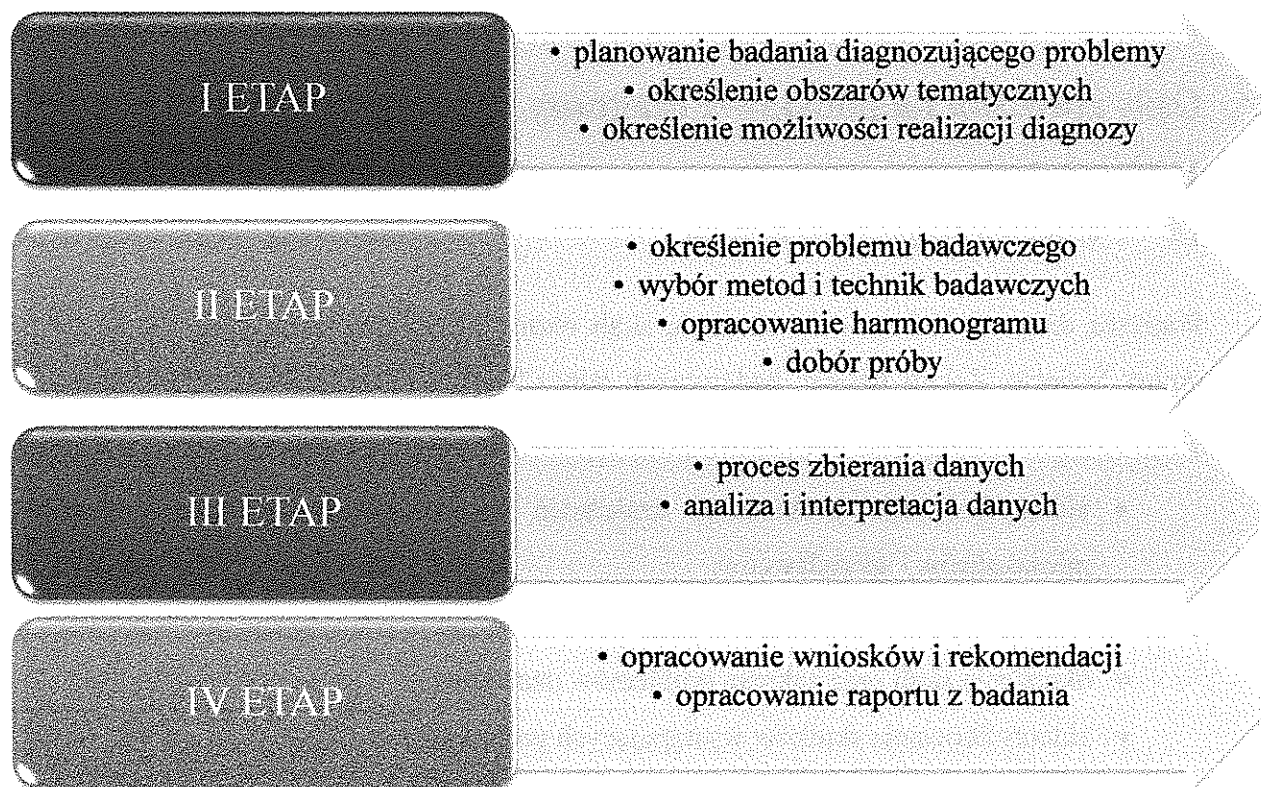 I ETAP
• planowanie badania diagnozującego problemy
• określenie obszarów tematycznych
• określenie możliwości realizacji diagnozy
II ETAP
• określenie problemu badawczego
• wybór metod i technik badawczych
• opracowanie harmonogramu
• dobór próby
III ETAP
• proces zbierania danych
• analiza i interpretacja danych
IV ETAP
• opracowanie wniosków i rekomendacji
• opracowanie raportu z badania